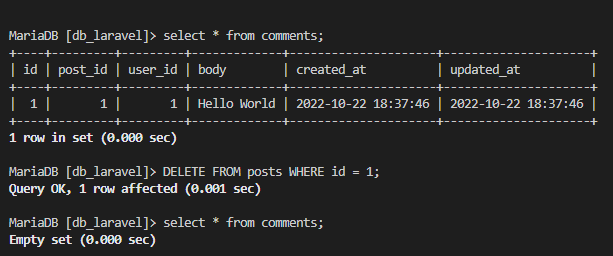 MariaDB [db_laravel]> select * from comments;
+----+---------+---------+-------------+---------------------+---------------------+
| id | post_id | user_id | body        | created_at          | updated_at          |
+----+---------+---------+-------------+---------------------+---------------------+
|  1 |       1 |       1 | Hello World | 2022-10-22 18:37:46 | 2022-10-22 18:37:46 |
+----+---------+---------+-------------+---------------------+---------------------+
1 row in set (0.000 sec)
MariaDB [db_laravel]> DELETE FROM posts WHERE id = 1;
Query OK, 1 row affected (0.001 sec)
MariaDB [db_laravel]> select * from comments;
Empty set (0.000 sec)